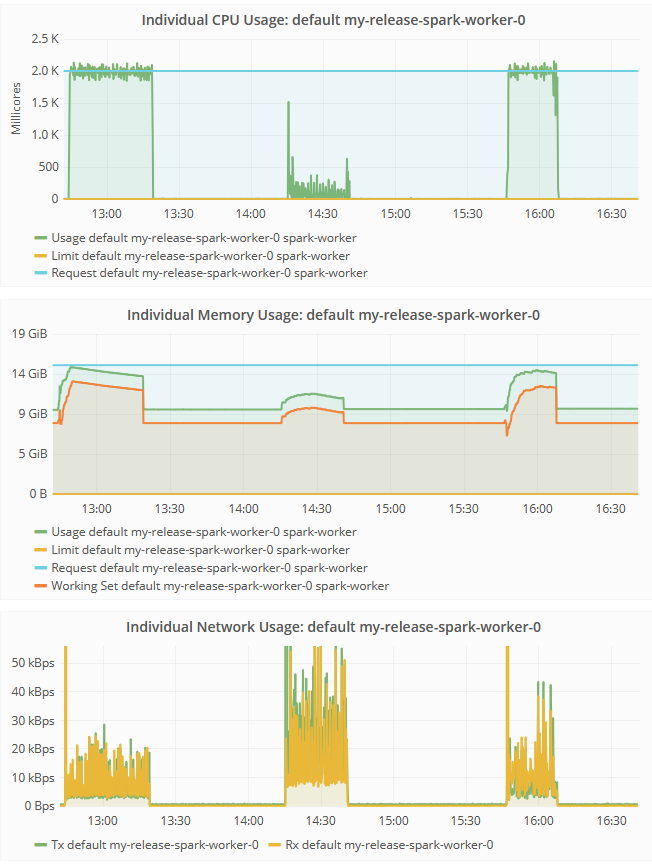 Individual CPU Usage: default my-release-spark-worker-0
2.5 K
2.0 K
1.5 K
1.0 K
500
0
Millicores
13:00 13:30 14:00 14:30 15:00 15:30 16:00 16:30
Usage default my-release-spark-worker-0 spark-worker
Limit default my-release-spark-worker-0 spark-worker
Request default my-release-spark-worker-0 spark-worker
Individual Memory Usage: default my-release-spark-worker-0
19 GiB
14 GiB
9 GiB
5 GiB
0 B
13:00 13:30 14:00 14:30 15:00 15:30 16:00 16:30
Usage default my-release-spark-worker-0 spark-worker
Limit default my-release-spark-worker-0 spark-worker
Request default my-release-spark-worker-0 spark-worker
Working Set default my-release-spark-worker-0 spark-worker
Individual Network Usage: default my-release-spark-worker-0
50 kBps
40 kBps
30 kBps
20 kBps
10 kBps
0 Bps
13:00 13:30 14:00 14:30 15:00 15:30 16:00 16:30
Tx default my-release-spark-worker-0 Rx default my-release-spark-worker-0